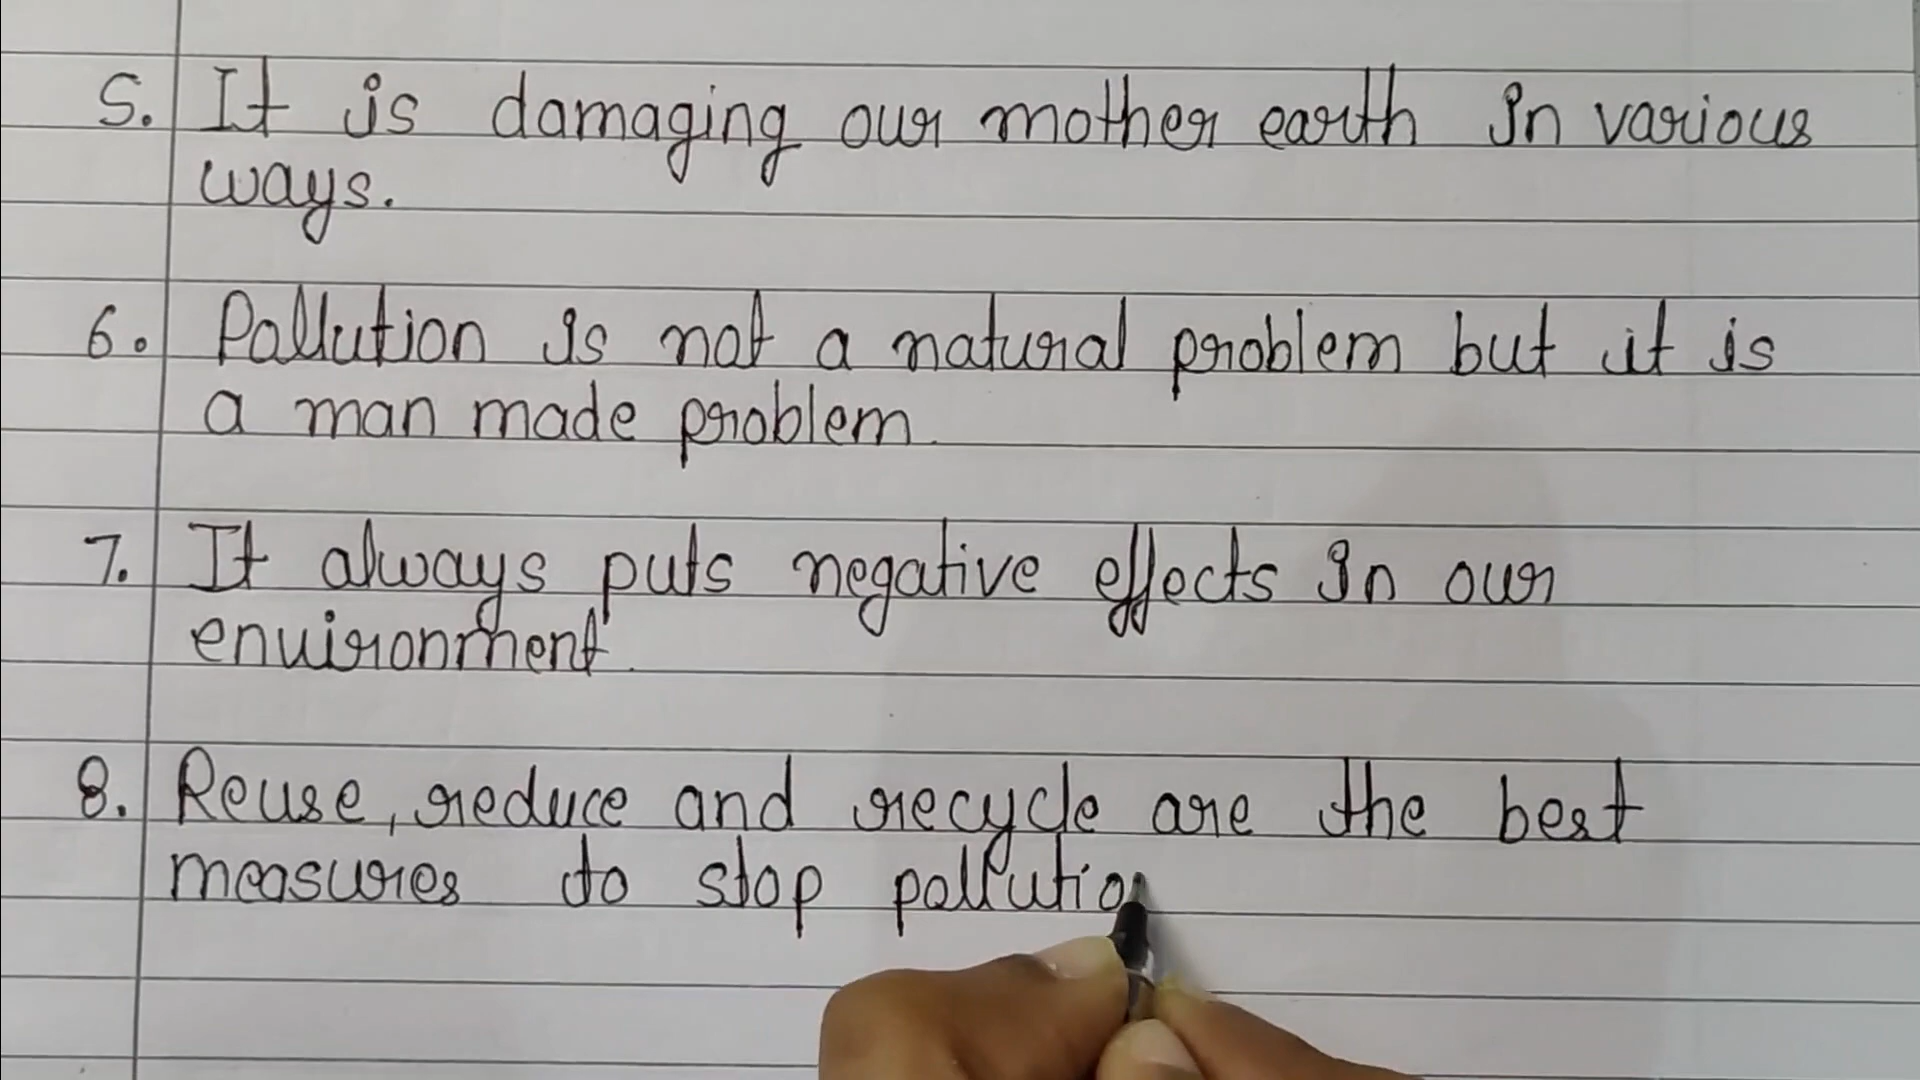 5. It is damaging our mother earth in various
ways.
6. Pollution is not a natural problem but it is
a man made problem.
7. It always puts negative effects in our
environment.
8. Reuse, reduce and recycle are the best
measures to stop pollution